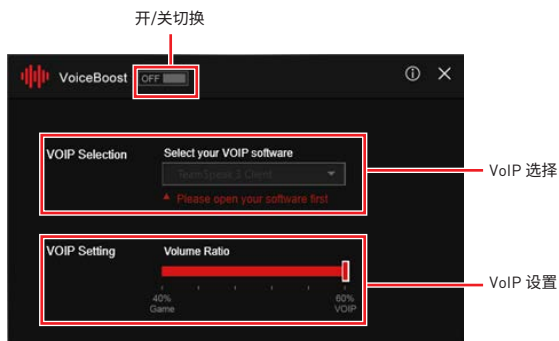 开/关切换
VoiceBoost
OFF
VOIP Selection
Select your VOIP software
TeamSpeak 3 Client
Please open your software first
VoIP 选择
VOIP Setting
Volume Ratio
VoIP 设置
40%
60%
Game
VOIP